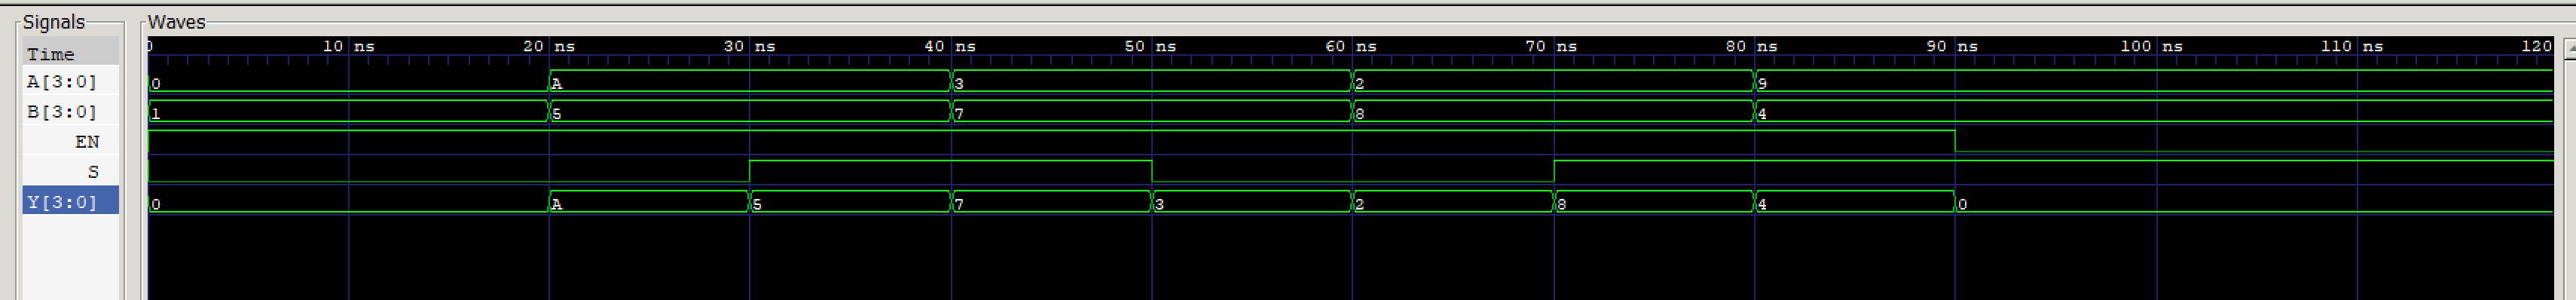 Signals Waves
Time 0 10 ns 20 ns 30 ns 40 ns 50 ns 60 ns 70 ns 80 ns 90 ns 100 ns 110 ns 120
A[3:0] 0 A 3 2 9
B[3:0] 1 5 7 8 4
EN
S
Y[3:0] 0 A 5 7 3 2 8 4 0